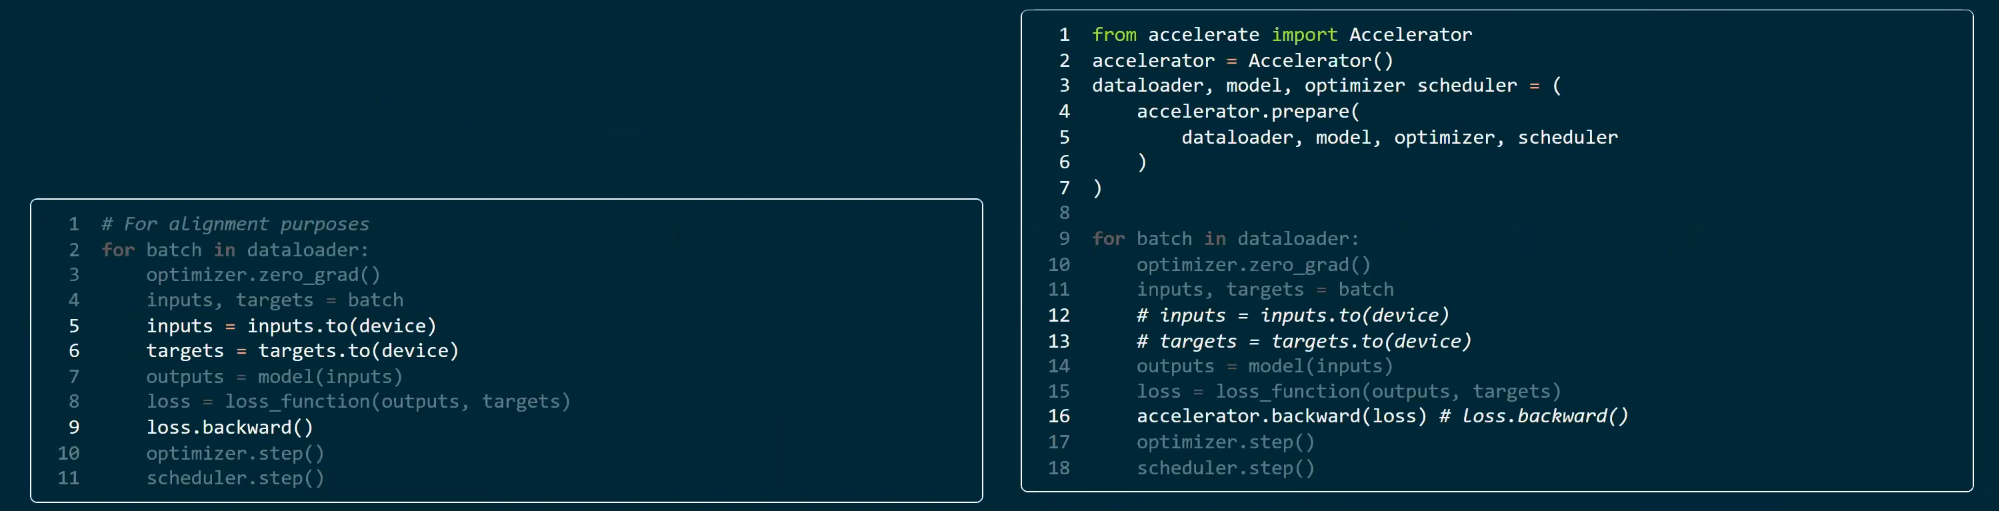 1 # For alignment purposes
2 for batch in dataloader:
3 optimizer.zero_grad()
4 inputs, targets = batch
5 inputs = inputs.to(device)
6 targets = targets.to(device)
7 outputs = model(inputs)
8 loss = loss_function(outputs, targets)
9 loss.backward()
10 optimizer.step()
11 scheduler.step()
1 from accelerate import Accelerator
2 accelerator = Accelerator()
3 dataloader, model, optimizer scheduler = (
4 accelerator.prepare(
5 dataloader, model, optimizer, scheduler
6 )
7 )
8
9 for batch in dataloader:
10 optimizer.zero_grad()
11 inputs, targets = batch
12 # inputs = inputs.to(device)
13 # targets = targets.to(device)
14 outputs = model(inputs)
15 loss = loss_function(outputs, targets)
16 accelerator.backward(loss) # loss.backward()
17 optimizer.step()
18 scheduler.step()